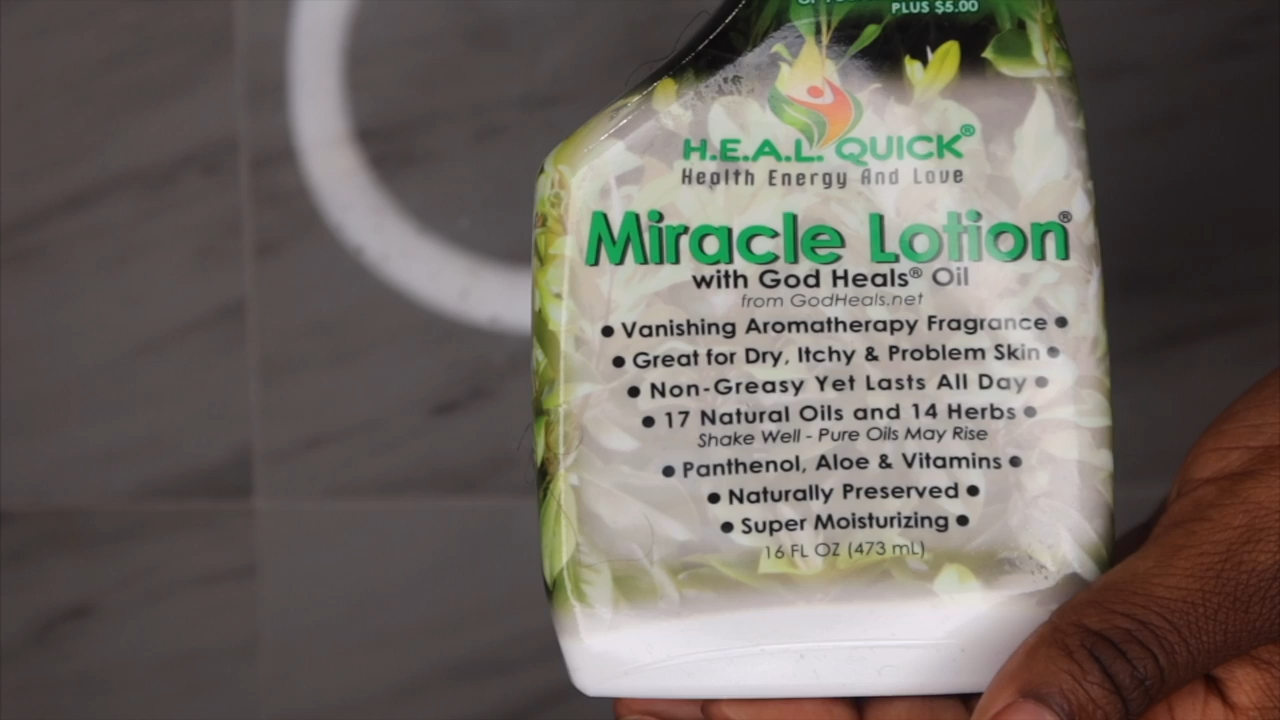 PLUS $5.00
H.E.A.L. QUICK®
Health Energy And Love
Miracle Lotion®
with God Heals® Oil
from GodHeals.net
• Vanishing Aromatherapy Fragrance •
• Great for Dry, Itchy & Problem Skin •
• Non-Greasy Yet Lasts All Day •
• 17 Natural Oils and 14 Herbs •
Shake Well - Pure Oils May Rise
• Panthenol, Aloe & Vitamins •
• Naturally Preserved •
• Super Moisturizing •
16 FL OZ (473 mL)